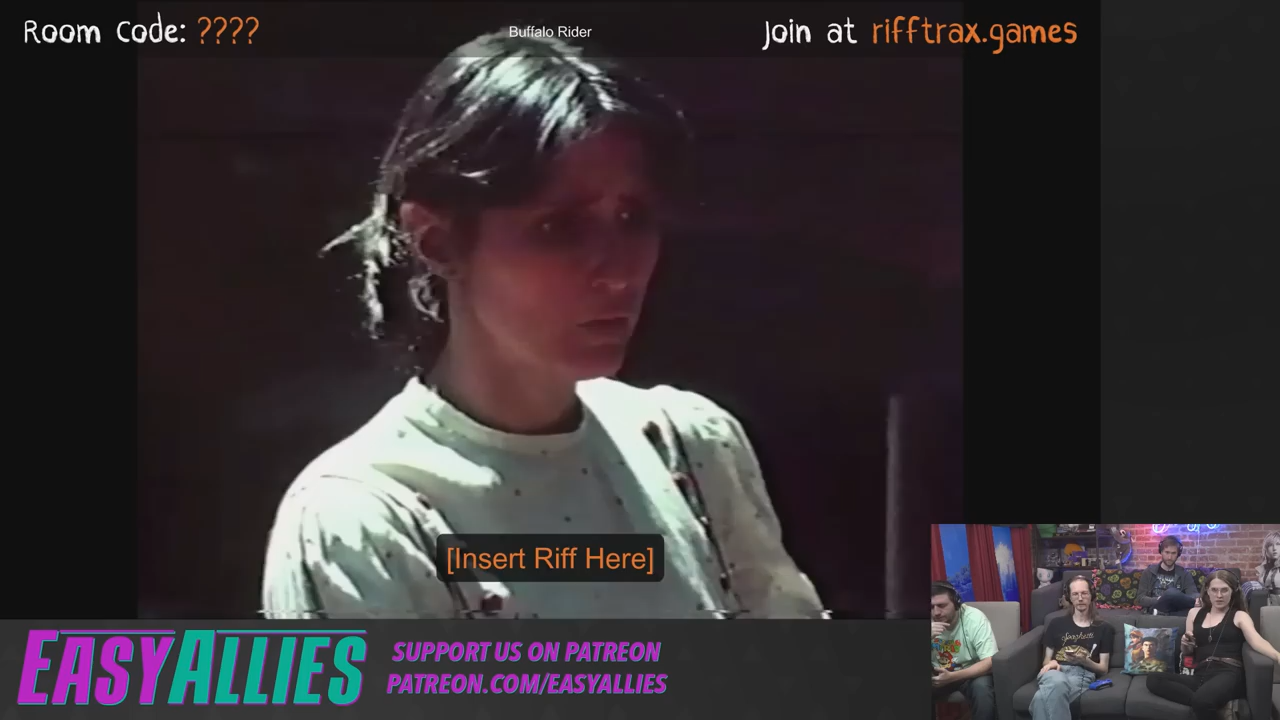 Room Code: ????
Buffalo Rider
Join at rifftrax.games
[Insert Riff Here]
EASYALLIES
SUPPORT US ON PATREON
PATREON.COM/EASYALLIES